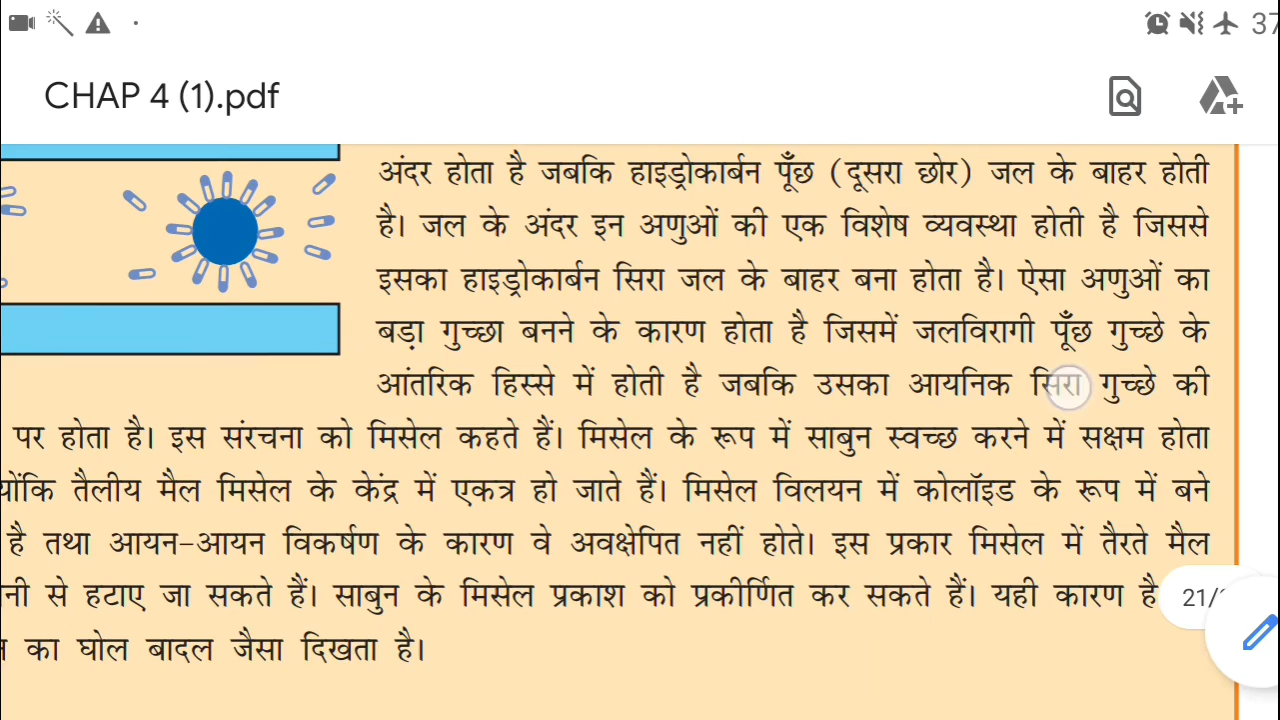 37
CHAP 4 (1).pdf
अंदर होता है जबकि हाइड्रोकार्बन पूँछ (दूसरा छोर) जल के बाहर होती
है। जल के अंदर इन अणुओं की एक विशेष व्यवस्था होती है जिससे
इसका हाइड्रोकार्बन सिरा जल के बाहर बना होता है। ऐसा अणुओं का
बड़ा गुच्छा बनने के कारण होता है जिसमें जलविरागी पूँछ गुच्छे के
आंतरिक हिस्से में होती है जबकि उसका आयनिक सिरा गुच्छे की
पर होता है। इस संरचना को मिसेल कहते हैं। मिसेल के रूप में साबुन स्वच्छ करने में सक्षम होता
योंकि तैलीय मैल मिसेल के केंद्र में एकत्र हो जाते हैं। मिसेल विलयन में कोलॉइड के रूप में बने
है तथा आयन-आयन विकर्षण के कारण वे अवक्षेपित नहीं होते। इस प्रकार मिसेल में तैरते मैल
नी से हटाए जा सकते हैं। साबुन के मिसेल प्रकाश को प्रकीर्णित कर सकते हैं। यही कारण है
21/
का घोल बादल जैसा दिखता है।